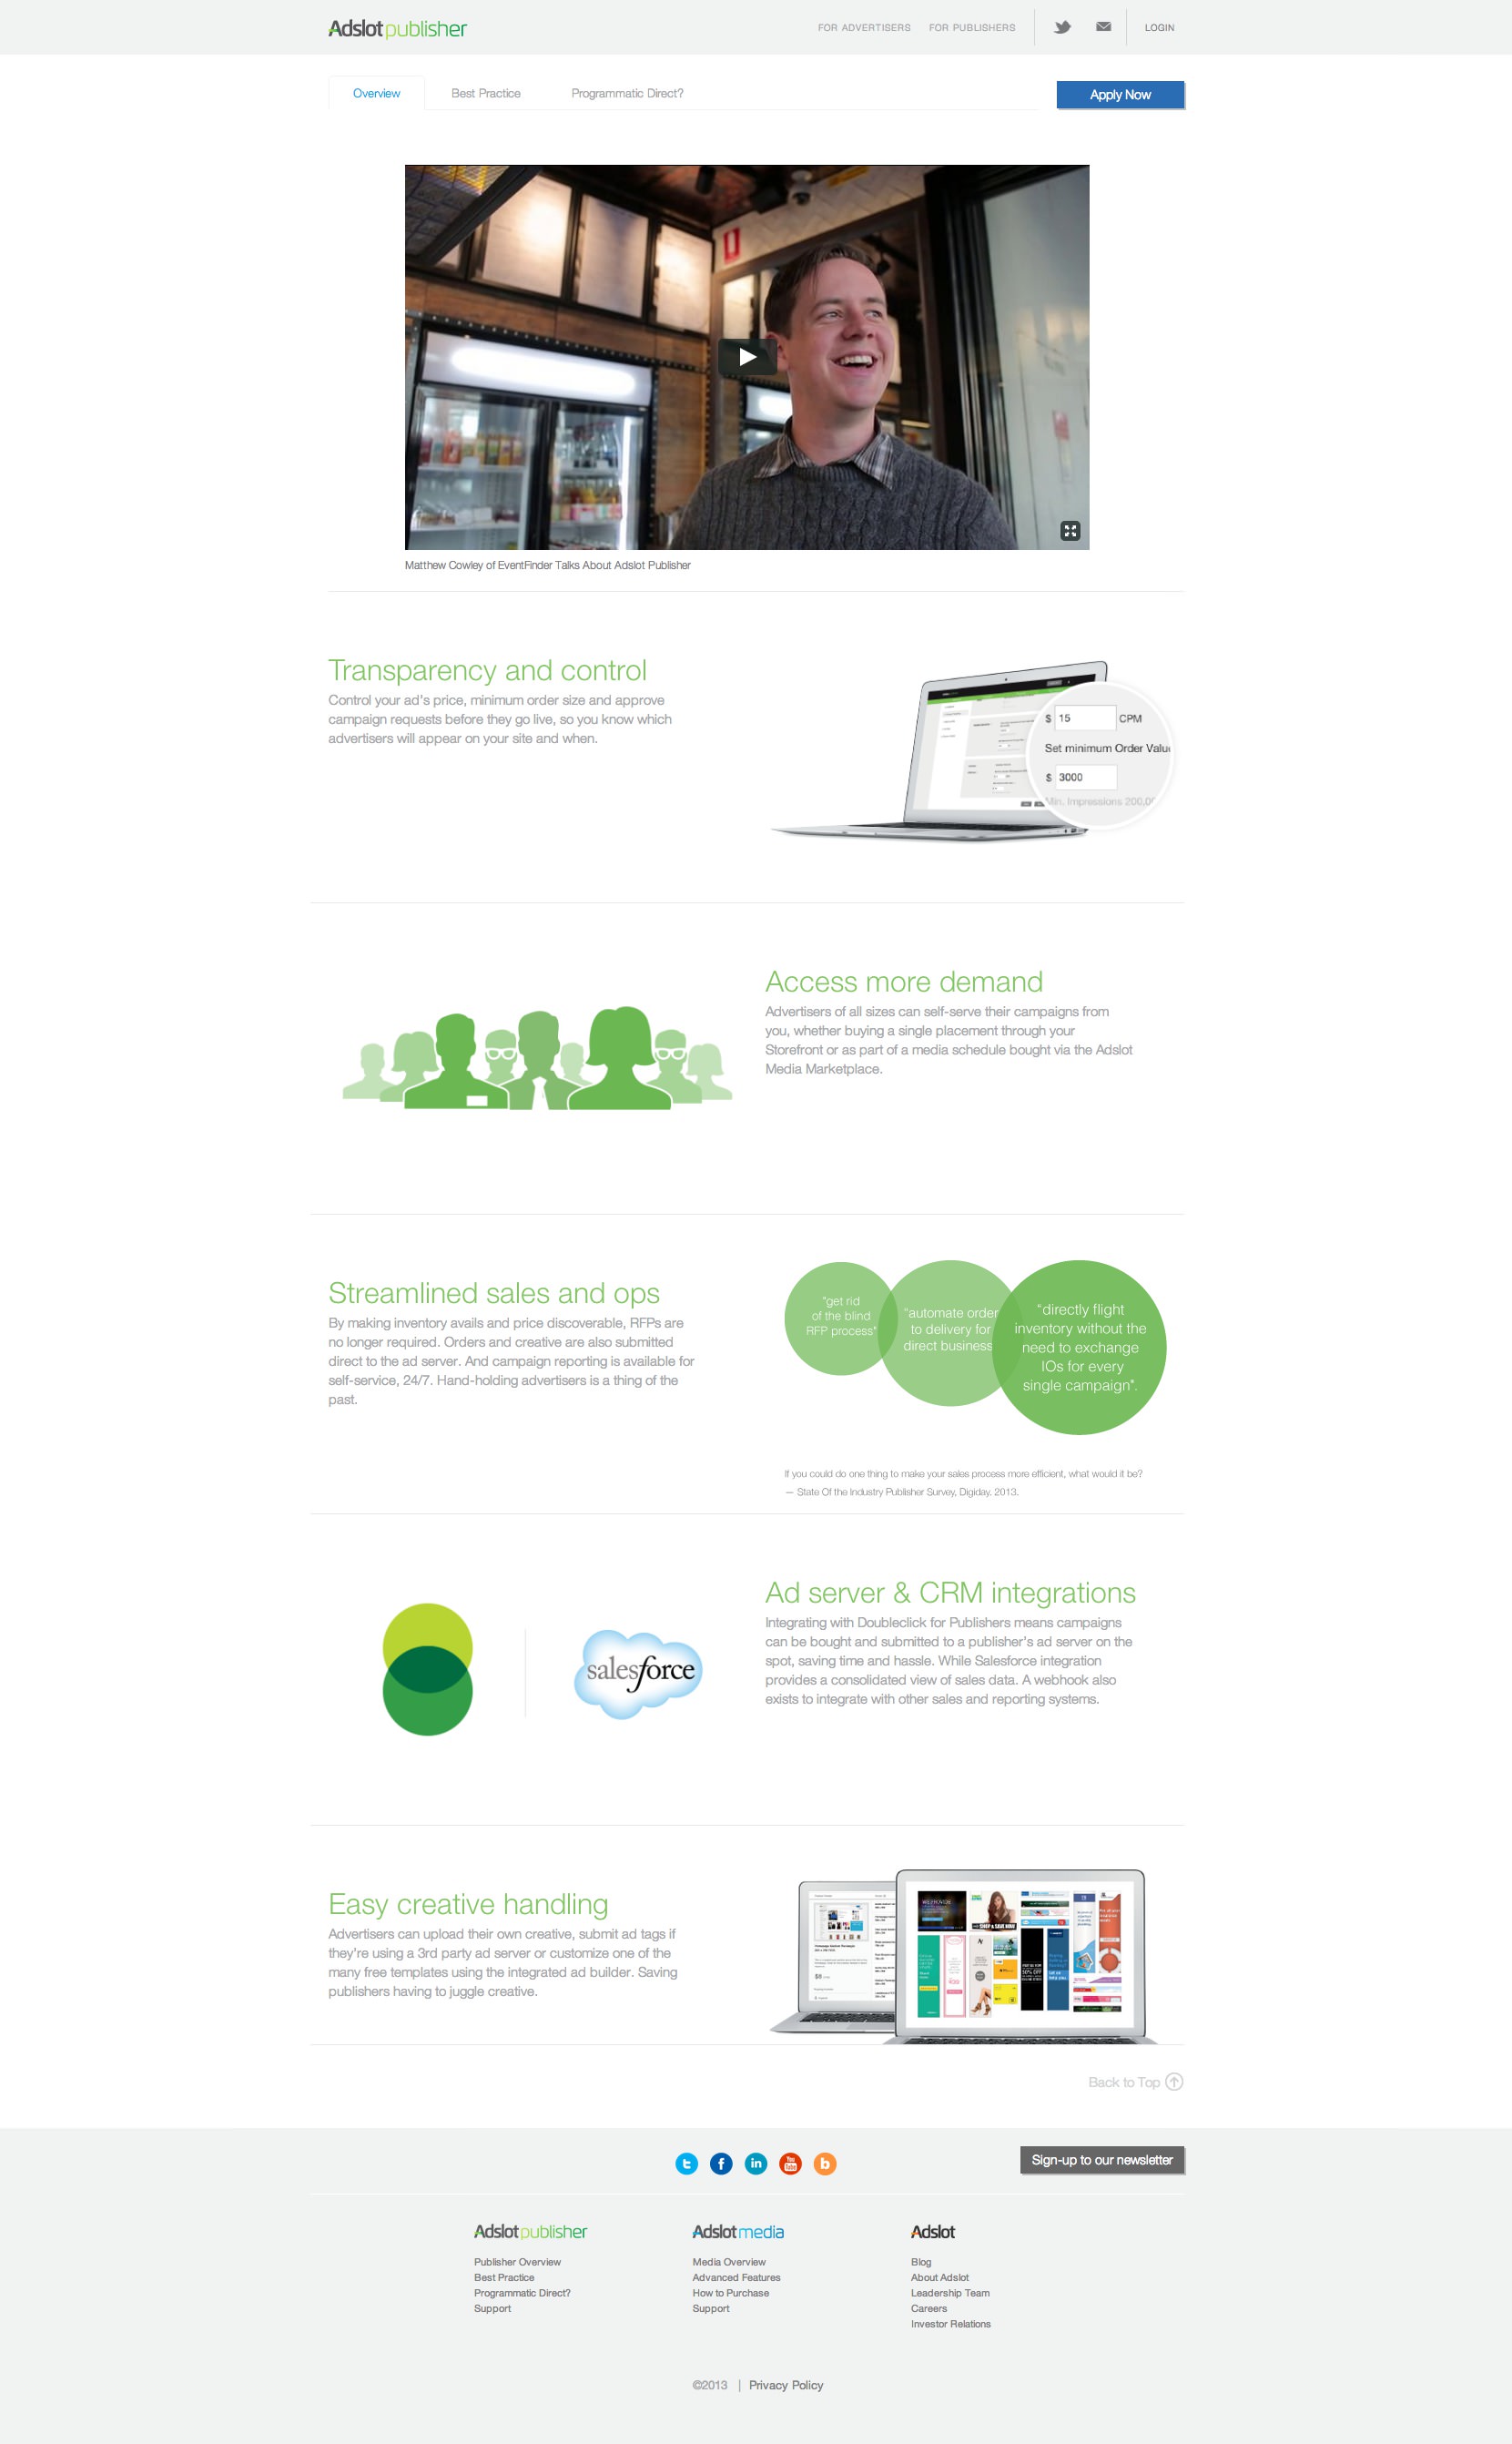 Adslot publisher
FOR ADVERTISERS FOR PUBLISHERS LOGIN
Overview Best Practice Programmatic Direct? Apply Now
Matthew Cowley of EventFinder Talks About Adslot Publisher
Transparency and control
Control your ad's price, minimum order size and approve
campaign requests before they go live, so you know which
advertisers will appear on your site and when.
$ 15 CPM
Set minimum Order Valu
$ 3000
Min. Impressions 200,00
Access more demand
Advertisers of all sizes can self-serve their campaigns from
you, whether buying a single placement through your
Storefront or as part of a media schedule bought via the Adslot
Media Marketplace.
Streamlined sales and ops
By making inventory avails and price discoverable, RFPs are
no longer required. Orders and creative are also submitted
direct to the ad server. And campaign reporting is available for
self-service, 24/7. Hand-holding advertisers is a thing of the
past.
"get rid
of the blind
RFP process"
"automate order
to delivery for
direct business
"directly flight
inventory without the
need to exchange
IOs for every
single campaign".
If you could do one thing to make your sales process more efficient, what would it be?
— State Of the Industry Publisher Survey, Digiday. 2013.
salesforce
Ad server & CRM integrations
Integrating with Doubleclick for Publishers means campaigns
can be bought and submitted to a publisher's ad server on the
spot, saving time and hassle. While Salesforce integration
provides a consolidated view of sales data. A webhook also
exists to integrate with other sales and reporting systems.
Easy creative handling
Advertisers can upload their own creative, submit ad tags if
they're using a 3rd party ad server or customize one of the
many free templates using the integrated ad builder. Saving
publishers having to juggle creative.
Back to Top
Sign-up to our newsletter
Adslot publisher
Publisher Overview
Best Practice
Programmatic Direct?
Support
Adslot media
Media Overview
Advanced Features
How to Purchase
Support
Adslot
Blog
About Adslot
Leadership Team
Careers
Investor Relations
©2013 | Privacy Policy